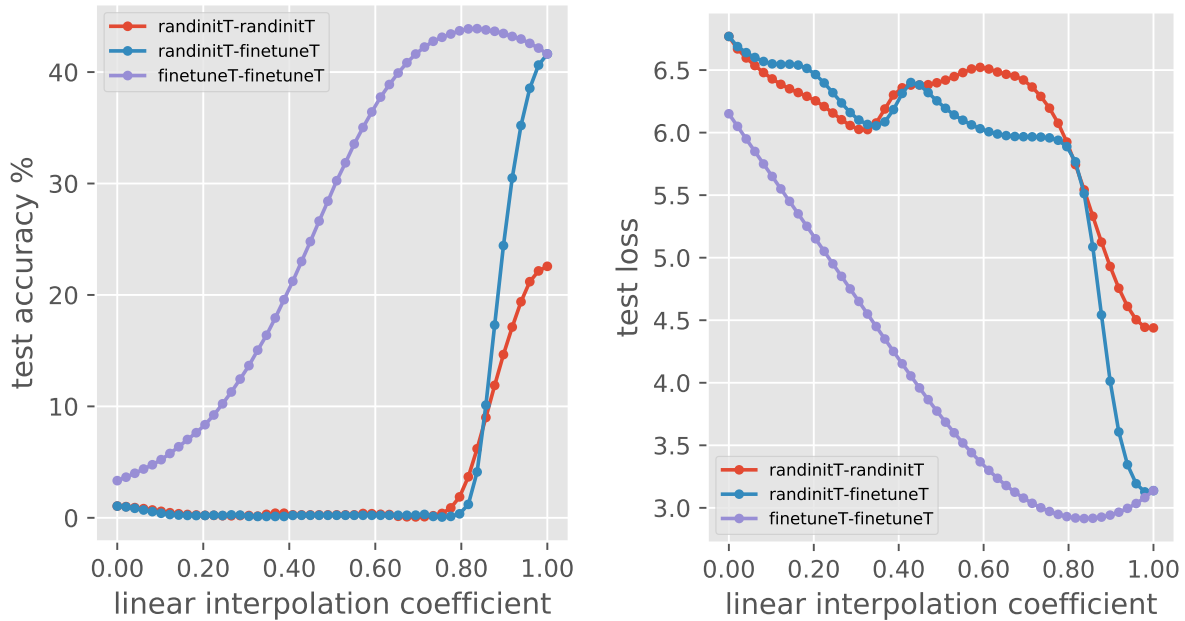 test accuracy %
40
30
20
10
0
randinitT-randinitT
randinitT-finetuneT
finetuneT-finetuneT
0.00 0.20 0.40 0.60 0.80 1.00
linear interpolation coefficient
test loss
6.5
6.0
5.5
5.0
4.5
4.0
3.5
3.0
randinitT-randinitT
randinitT-finetuneT
finetuneT-finetuneT
0.00 0.20 0.40 0.60 0.80 1.00
linear interpolation coefficient